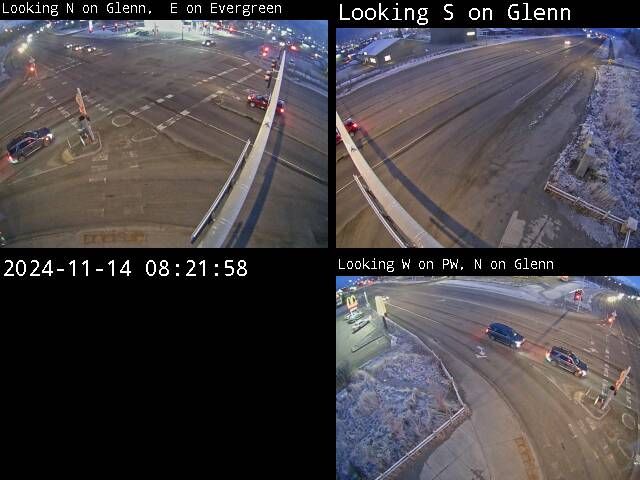 Looking N on Glenn,  E on Evergreen
Looking S on Glenn
2024-11-14 08:21:58
Looking W on PW, N on Glenn